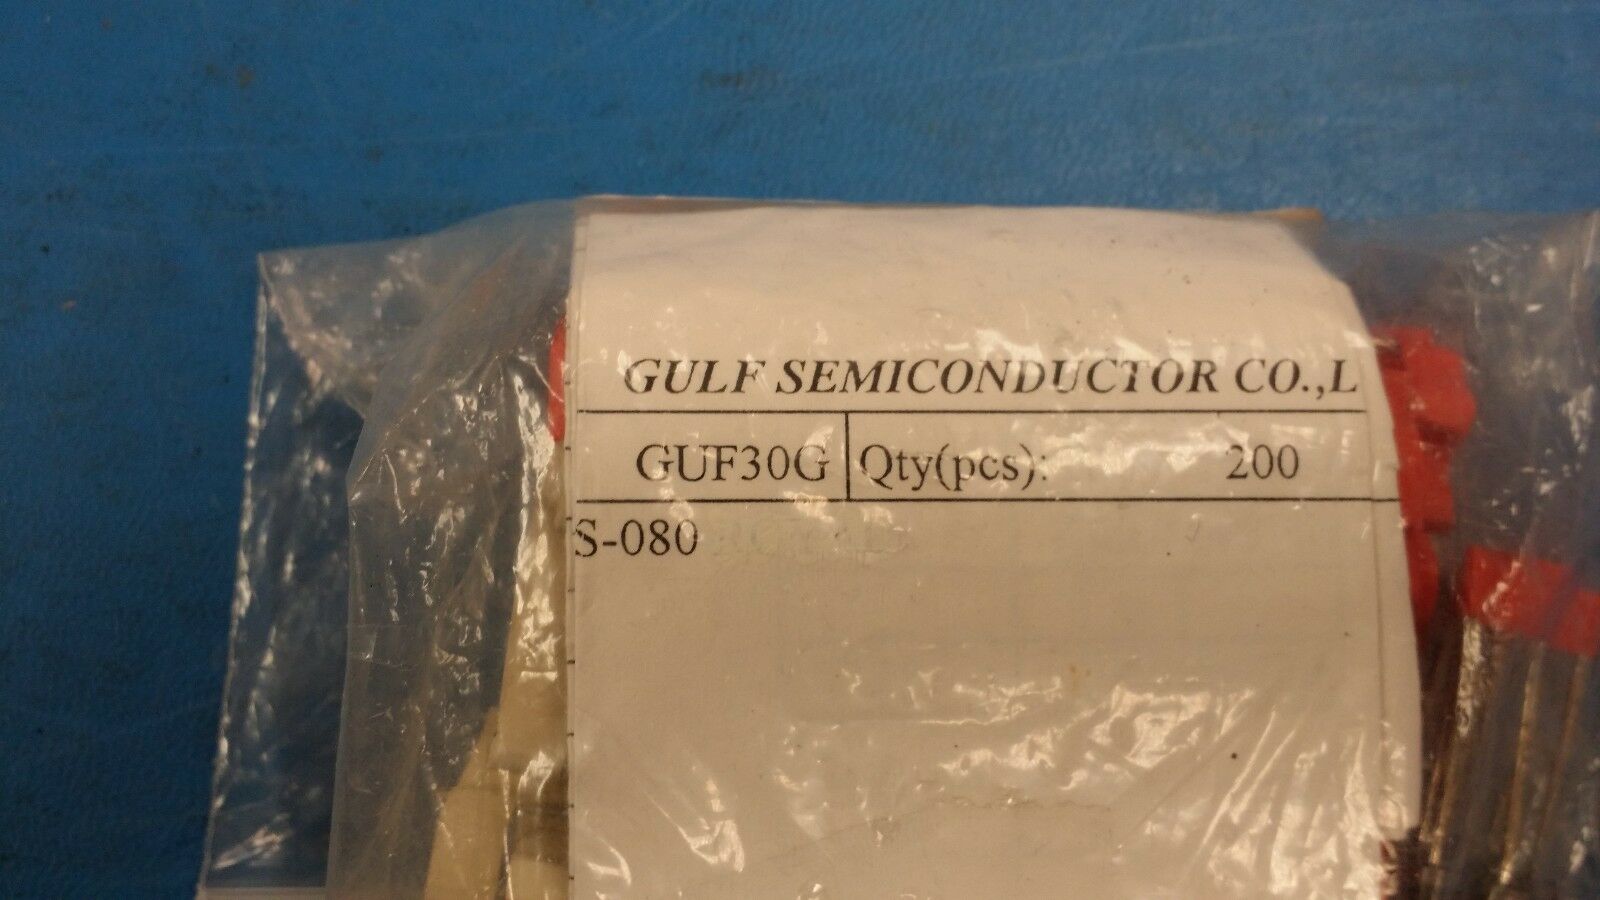 GULF SEMICONDUCTOR CO.,L
GUF30G Qty(pcs): 200
S-080